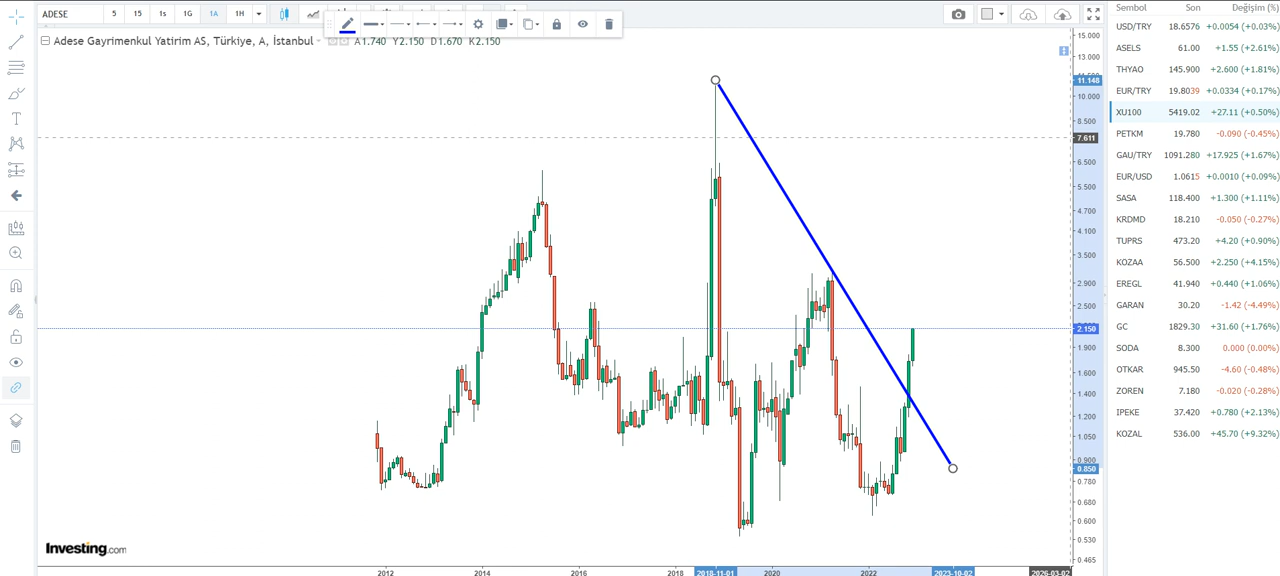 ADESE 5 15 1s 1G 1A 1H
Adese Gayrimenkul Yatirim AS, Türkiye, A, İstanbul A1.740 Y2.150 D1.670 K2.150
15.000
13.000
11.148
10.000
8.500
7.611
6.500
5.500
4.700
4.100
3.500
2.900
2.500
2.150
1.900
1.600
1.400
1.200
1.050
0.900
0.850
0.780
0.680
0.600
0.530
0.465
Investing.com
2012 2014 2016 2018 2018-11-01 2020 2022 2023-10-02 2026-03-02
Sembol Son Değişim (%)
USD/TRY 18.6576 +0.0054 (+0.03%)
ASELS 61.00 +1.55 (+2.61%)
THYAO 145.900 +2.600 (+1.81%)
EUR/TRY 19.8039 +0.0334 (+0.17%)
XU100 5419.02 +27.11 (+0.50%)
PETKM 19.780 -0.090 (-0.45%)
GAU/TRY 1091.280 +17.925 (+1.67%)
EUR/USD 1.0615 +0.0010 (+0.09%)
SASA 118.400 +1.300 (+1.11%)
KRDMD 18.210 -0.050 (-0.27%)
TUPRS 473.20 +4.20 (+0.90%)
KOZAA 56.500 +2.250 (+4.15%)
EREGL 41.940 +0.440 (+1.06%)
GARAN 30.20 -1.42 (-4.49%)
GC 1829.30 +31.60 (+1.76%)
SODA 8.300 0.000 (0.00%)
OTKAR 945.50 -4.60 (-0.48%)
ZOREN 7.180 -0.020 (-0.28%)
IPEKE 37.420 +0.780 (+2.13%)
KOZAL 536.00 +45.70 (+9.32%)